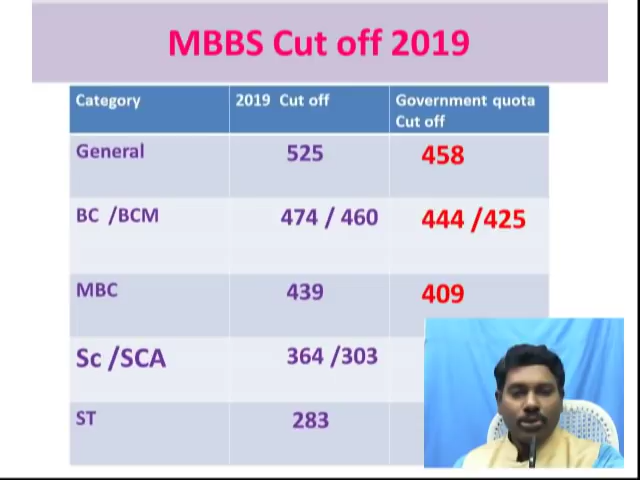 MBBS Cut off 2019
Category 2019 Cut off Government quota
Cut off
General 525 458
BC /BCM 474 / 460 444 /425
MBC 439 409
Sc /SCA 364 /303
ST 283